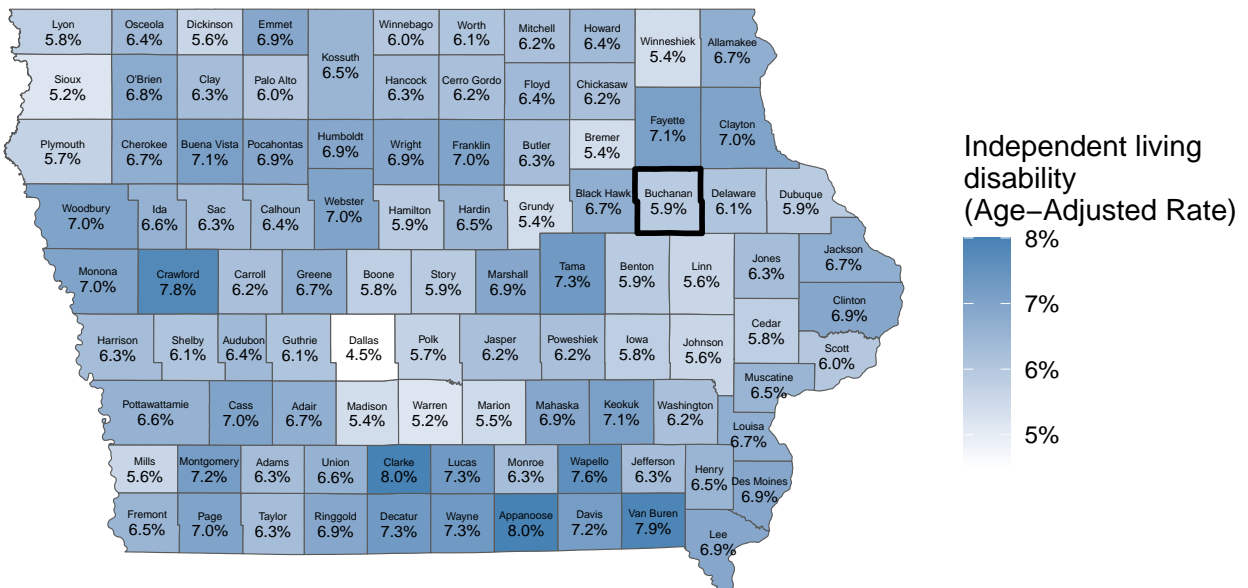 Lyon
5.8%
Osceola
6.4%
Dickinson
5.6%
Emmet
6.9%
Kossuth
6.5%
Winnebago
6.0%
Worth
6.1%
Mitchell
6.2%
Howard
6.4%
Winneshiek
5.4%
Allamakee
6.7%
Sioux
5.2%
O'Brien
6.8%
Clay
6.3%
Palo Alto
6.0%
Hancock
6.3%
Cerro Gordo
6.2%
Floyd
6.4%
Chickasaw
6.2%
Fayette
7.1%
Clayton
7.0%
Plymouth
5.7%
Cherokee
6.7%
Buena Vista
7.1%
Pocahontas
6.9%
Humboldt
6.9%
Wright
6.9%
Franklin
7.0%
Butler
6.3%
Bremer
5.4%
Woodbury
7.0%
Ida
6.6%
Sac
6.3%
Calhoun
6.4%
Webster
7.0%
Hamilton
5.9%
Hardin
6.5%
Grundy
5.4%
Black Hawk
6.7%
Buchanan
5.9%
Delaware
6.1%
Dubuque
5.9%
Monona
7.0%
Crawford
7.8%
Carroll
6.2%
Greene
6.7%
Boone
5.8%
Story
5.9%
Marshall
6.9%
Tama
7.3%
Benton
5.9%
Linn
5.6%
Jones
6.3%
Jackson
6.7%
Clinton
6.9%
Harrison
6.3%
Shelby
6.1%
Audubon
6.4%
Guthrie
6.1%
Dallas
4.5%
Polk
5.7%
Jasper
6.2%
Poweshiek
6.2%
Iowa
5.8%
Johnson
5.6%
Cedar
5.8%
Scott
6.0%
Muscatine
6.5%
Pottawattamie
6.6%
Cass
7.0%
Adair
6.7%
Madison
5.4%
Warren
5.2%
Marion
5.5%
Mahaska
6.9%
Keokuk
7.1%
Washington
6.2%
Louisa
6.7%
Mills
5.6%
Montgomery
7.2%
Adams
6.3%
Union
6.6%
Clarke
8.0%
Lucas
7.3%
Monroe
6.3%
Wapello
7.6%
Jefferson
6.3%
Henry
6.5%
Des Moines
6.9%
Fremont
6.5%
Page
7.0%
Taylor
6.3%
Ringgold
6.9%
Decatur
7.3%
Wayne
7.3%
Appanoose
8.0%
Davis
7.2%
Van Buren
7.9%
Lee
6.9%
Independent living
disability
(Age−Adjusted Rate)
8%
7%
6%
5%